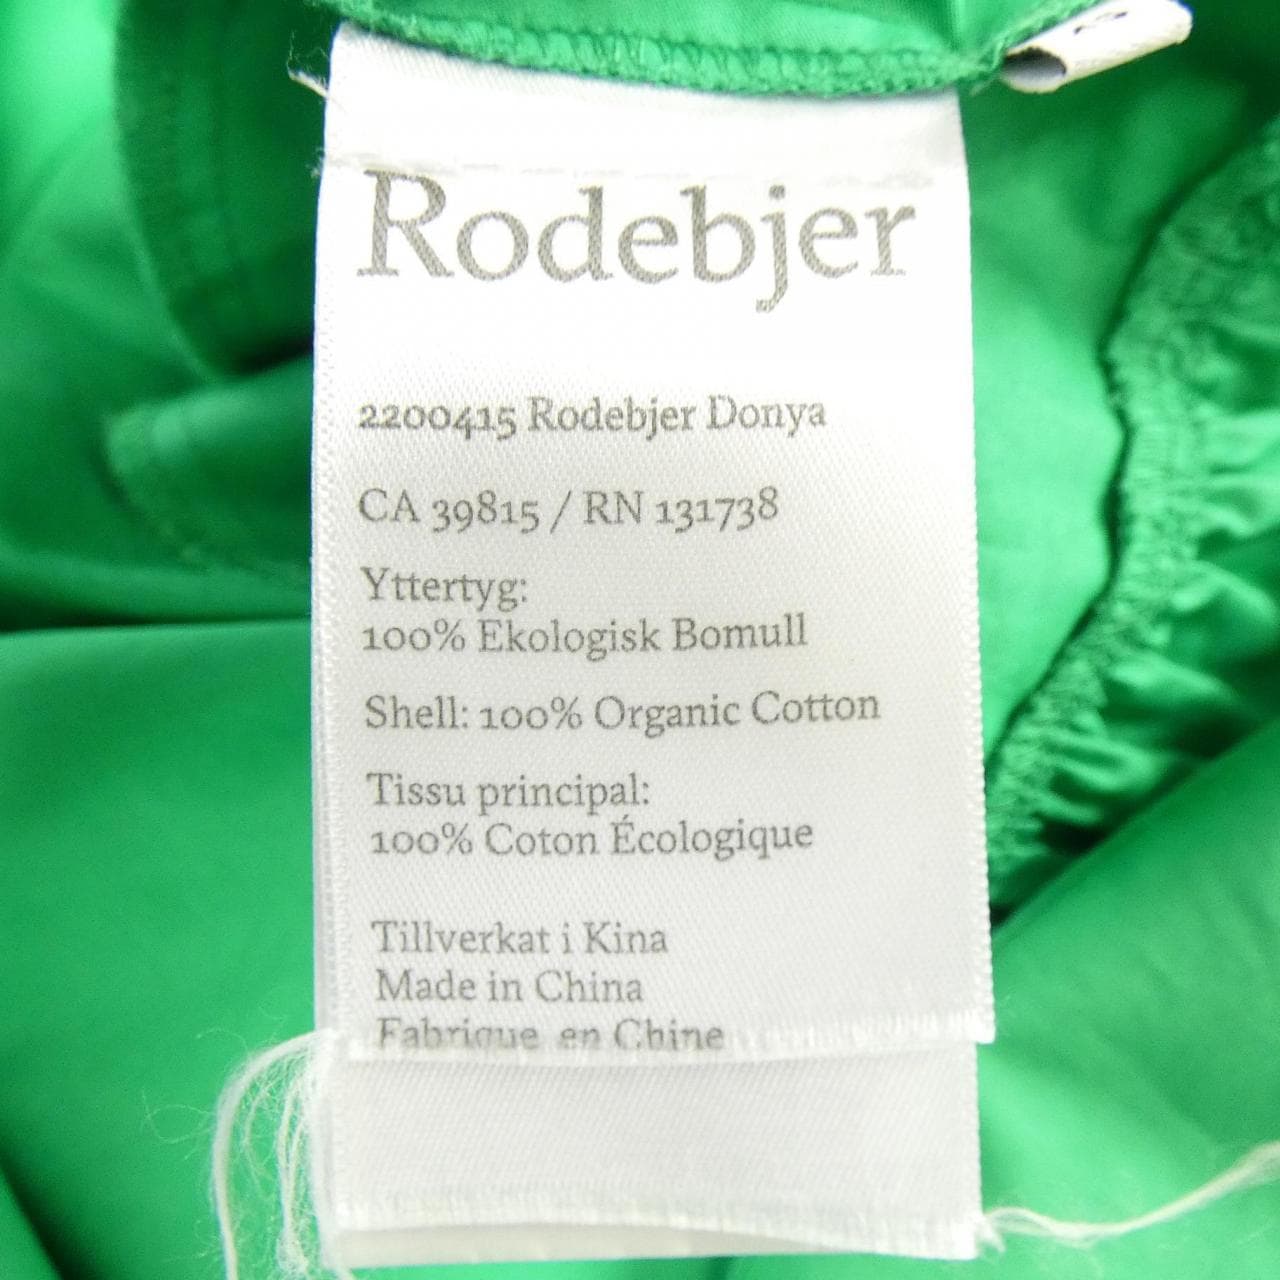 Rodebjer
2200415 Rodebjer Donya
CA 39815 / RN 131738
Yttertyg:
100% Ekologisk Bomull
Shell: 100% Organic Cotton
Tissu principal:
100% Coton Écologique
Tillverkat i Kina
Made in China
Fabrique en Chine